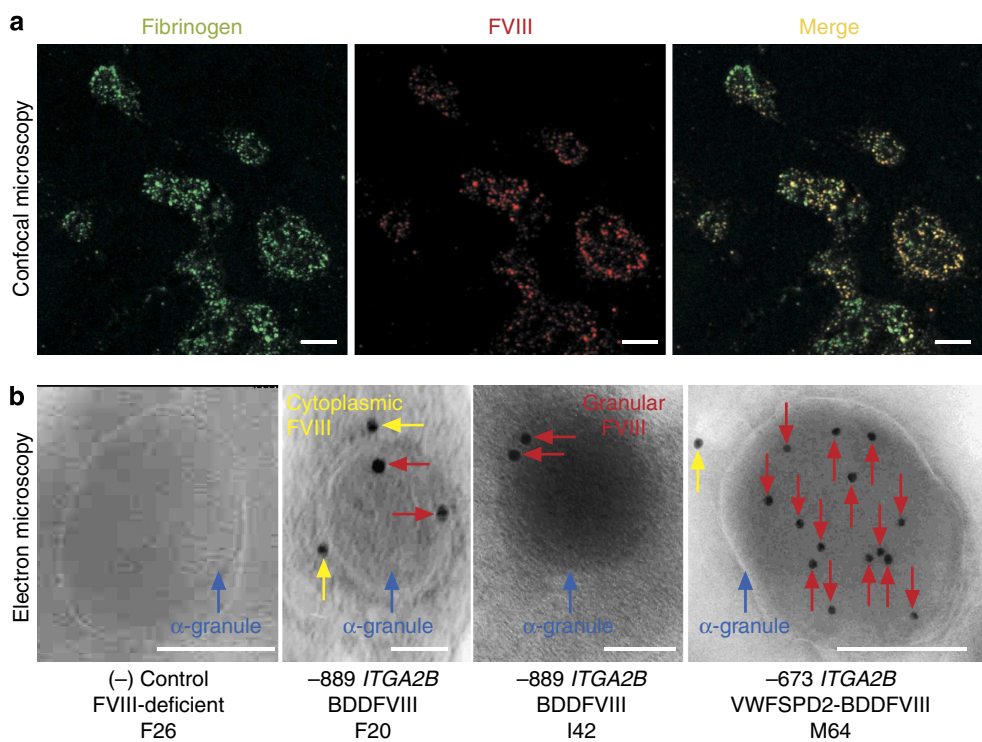 a
Fibrinogen
FVIII
Merge
Confocal microscopy
b
Electron microscopy
Cytoplasmic
FVIII
Granular
FVIII
α-granule
α-granule
α-granule
α-granule
(–) Control
FVIII-deficient
F26
–889 ITGA2B
BDDFVIII
F20
–889 ITGA2B
BDDFVIII
I42
–673 ITGA2B
VWFSPD2-BDDFVIII
M64